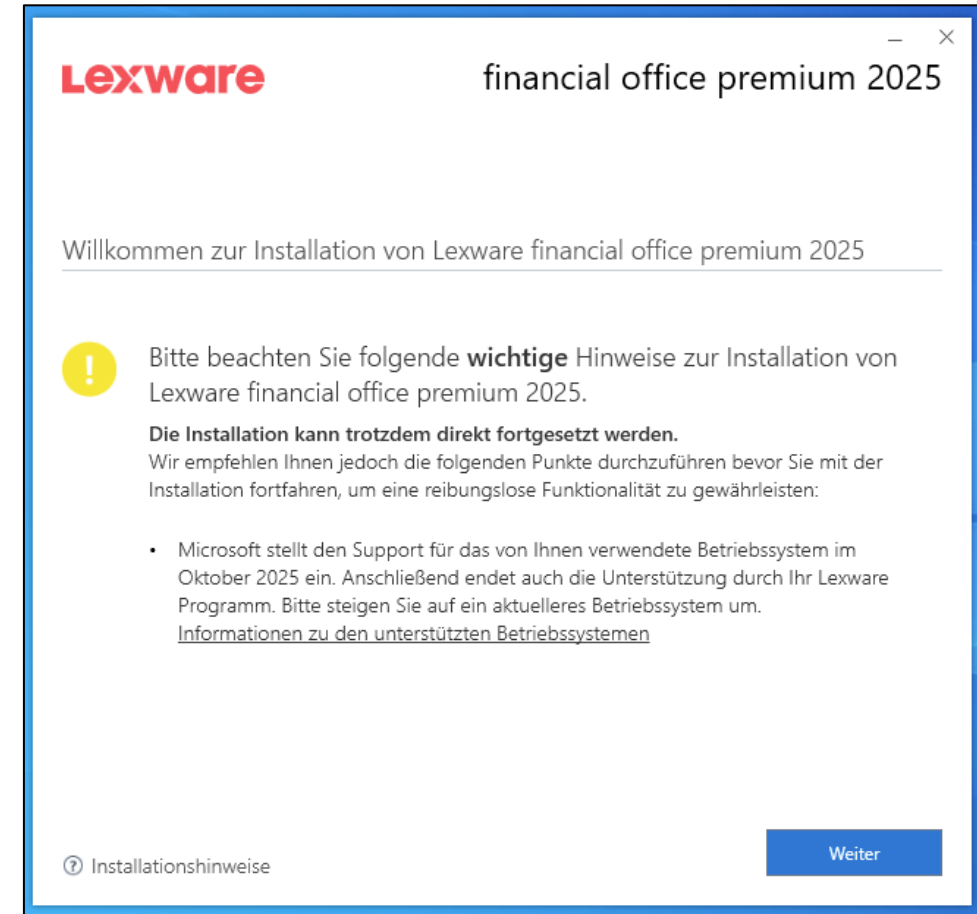 Lexware
financial office premium 2025
Willkommen zur Installation von Lexware financial office premium 2025
Bitte beachten Sie folgende wichtige Hinweise zur Installation von
Lexware financial office premium 2025.
Die Installation kann trotzdem direkt fortgesetzt werden.
Wir empfehlen Ihnen jedoch die folgenden Punkte durchzuführen bevor Sie mit der
Installation fortfahren, um eine reibungslose Funktionalität zu gewährleisten:
• Microsoft stellt den Support für das von Ihnen verwendete Betriebssystem im
Oktober 2025 ein. Anschließend endet auch die Unterstützung durch Ihr Lexware
Programm. Bitte steigen Sie auf ein aktuelleres Betriebssystem um.
Informationen zu den unterstützten Betriebssystemen
Installationshinweise
Weiter